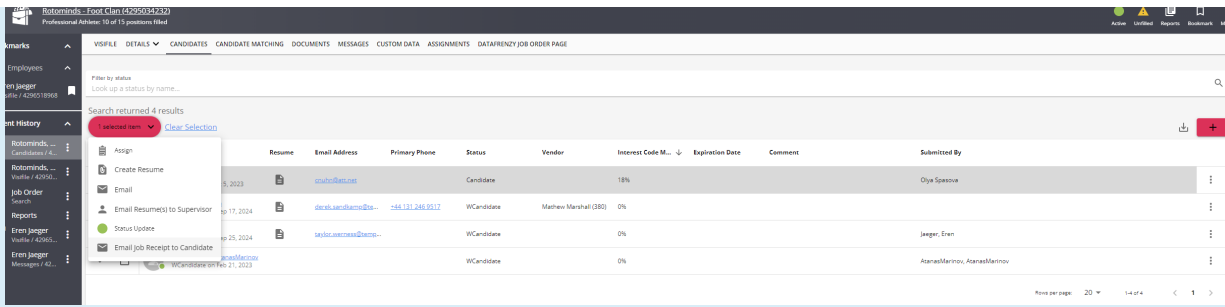 Rotominds - Foot Clan (4295034232)
Professional Athlete: 10 of 15 positions filled
Active Unfilled Reports Bookmark
VISIFILE DETAILS CANDIDATES CANDIDATE MATCHING DOCUMENTS MESSAGES CUSTOM DATA ASSIGNMENTS DATAFRENZY JOB ORDER PAGE
kmarks
Employees
ren Jaeger
isifile / 4296518968
ent History
Rotominds, ...
Candidates / 4...
Rotominds, ...
Visifile / 42950...
Job Order
Search
Reports
Eren Jaeger
Visifile / 42965...
Eren Jaeger
Messages / 42...
Filter by status
Look up a status by name...
Search returned 4 results
1 selected item Clear Selection
Assign
Create Resume
Email
Email Resume(s) to Supervisor
Status Update
Email Job Receipt to Candidate
Resume Email Address Primary Phone Status Vendor Interest Code M... Expiration Date Comment Submitted By
5, 2023 Candidate 18% Olya Spasova
ep 17, 2024 derek.sandkamp@te... +44 131 246 9517 WCandidate Mathew Marshall (380) 0%
ep 25, 2024 taylor.werness@temp... WCandidate 0% Jaeger, Eren
anasMarinov
WCandidate on Feb 21, 2023 WCandidate 0% AtanasMarinov, AtanasMarinov
Rows per page: 20 1-4 of 4 1